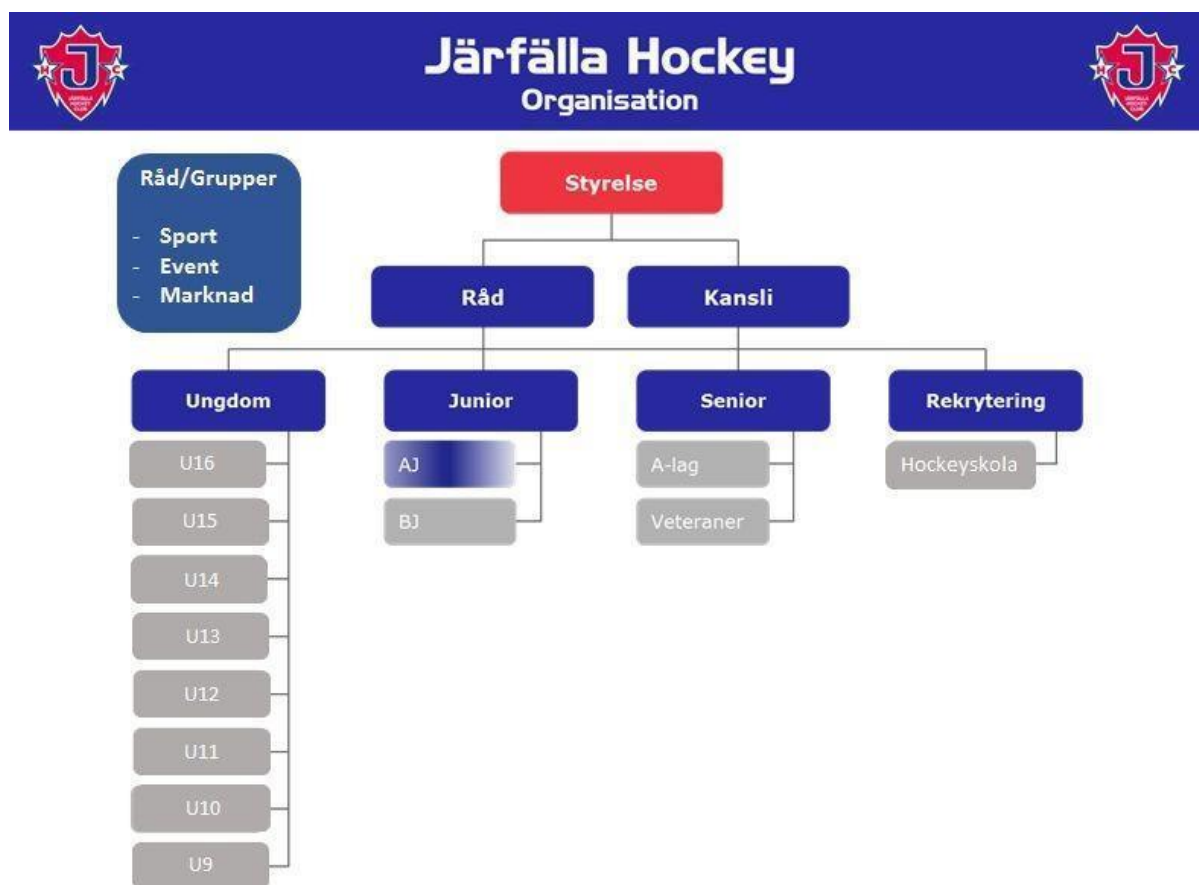 Järfälla Hockey
Organisation
J
H C
J
H C
Råd/Grupper
- Sport
- Event
- Marknad
Styrelse
Råd
Kansli
Ungdom
Junior
Senior
Rekrytering
U16
AJ
A-lag
Hockeyskola
U15
BJ
Veteraner
U14
U13
U12
U11
U10
U9